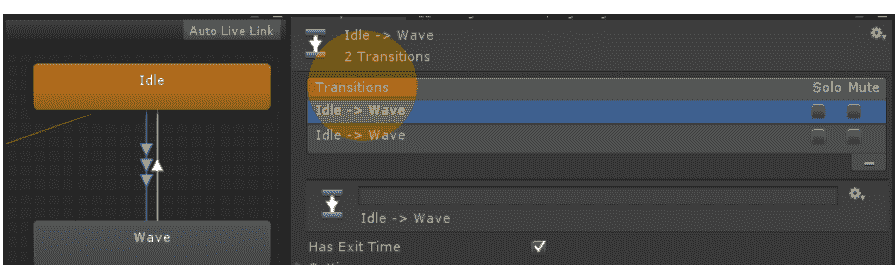 Auto Live Link
Idle
Wave
Idle -> Wave
2 Transitions
Transitions Solo Mute
Idle -> Wave
Idle -> Wave
Idle -> Wave
Has Exit Time